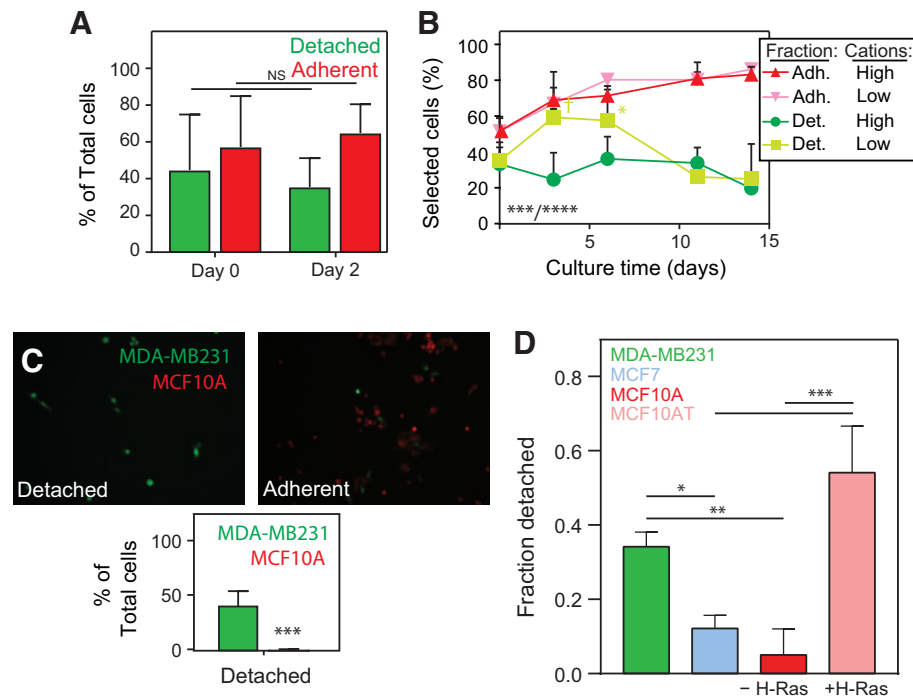 A
Detached
Adherent
NS
% of Total cells
100
80
60
40
20
0
Day 0
Day 2
B
Selected cells (%)
100
80
60
40
20
0
†
*
***/****
5
10
15
Culture time (days)
Fraction: Cations:
Adh. High
Adh. Low
Det. High
Det. Low
C
MDA-MB231
MCF10A
Detached
Adherent
% of
Total cells
100
50
0
MDA-MB231
MCF10A
***
Detached
D
MDA-MB231
MCF7
MCF10A
MCF10AT
Fraction detached
0.8
0.6
0.4
0.2
0.0
*
**
***
− H-Ras +H-Ras